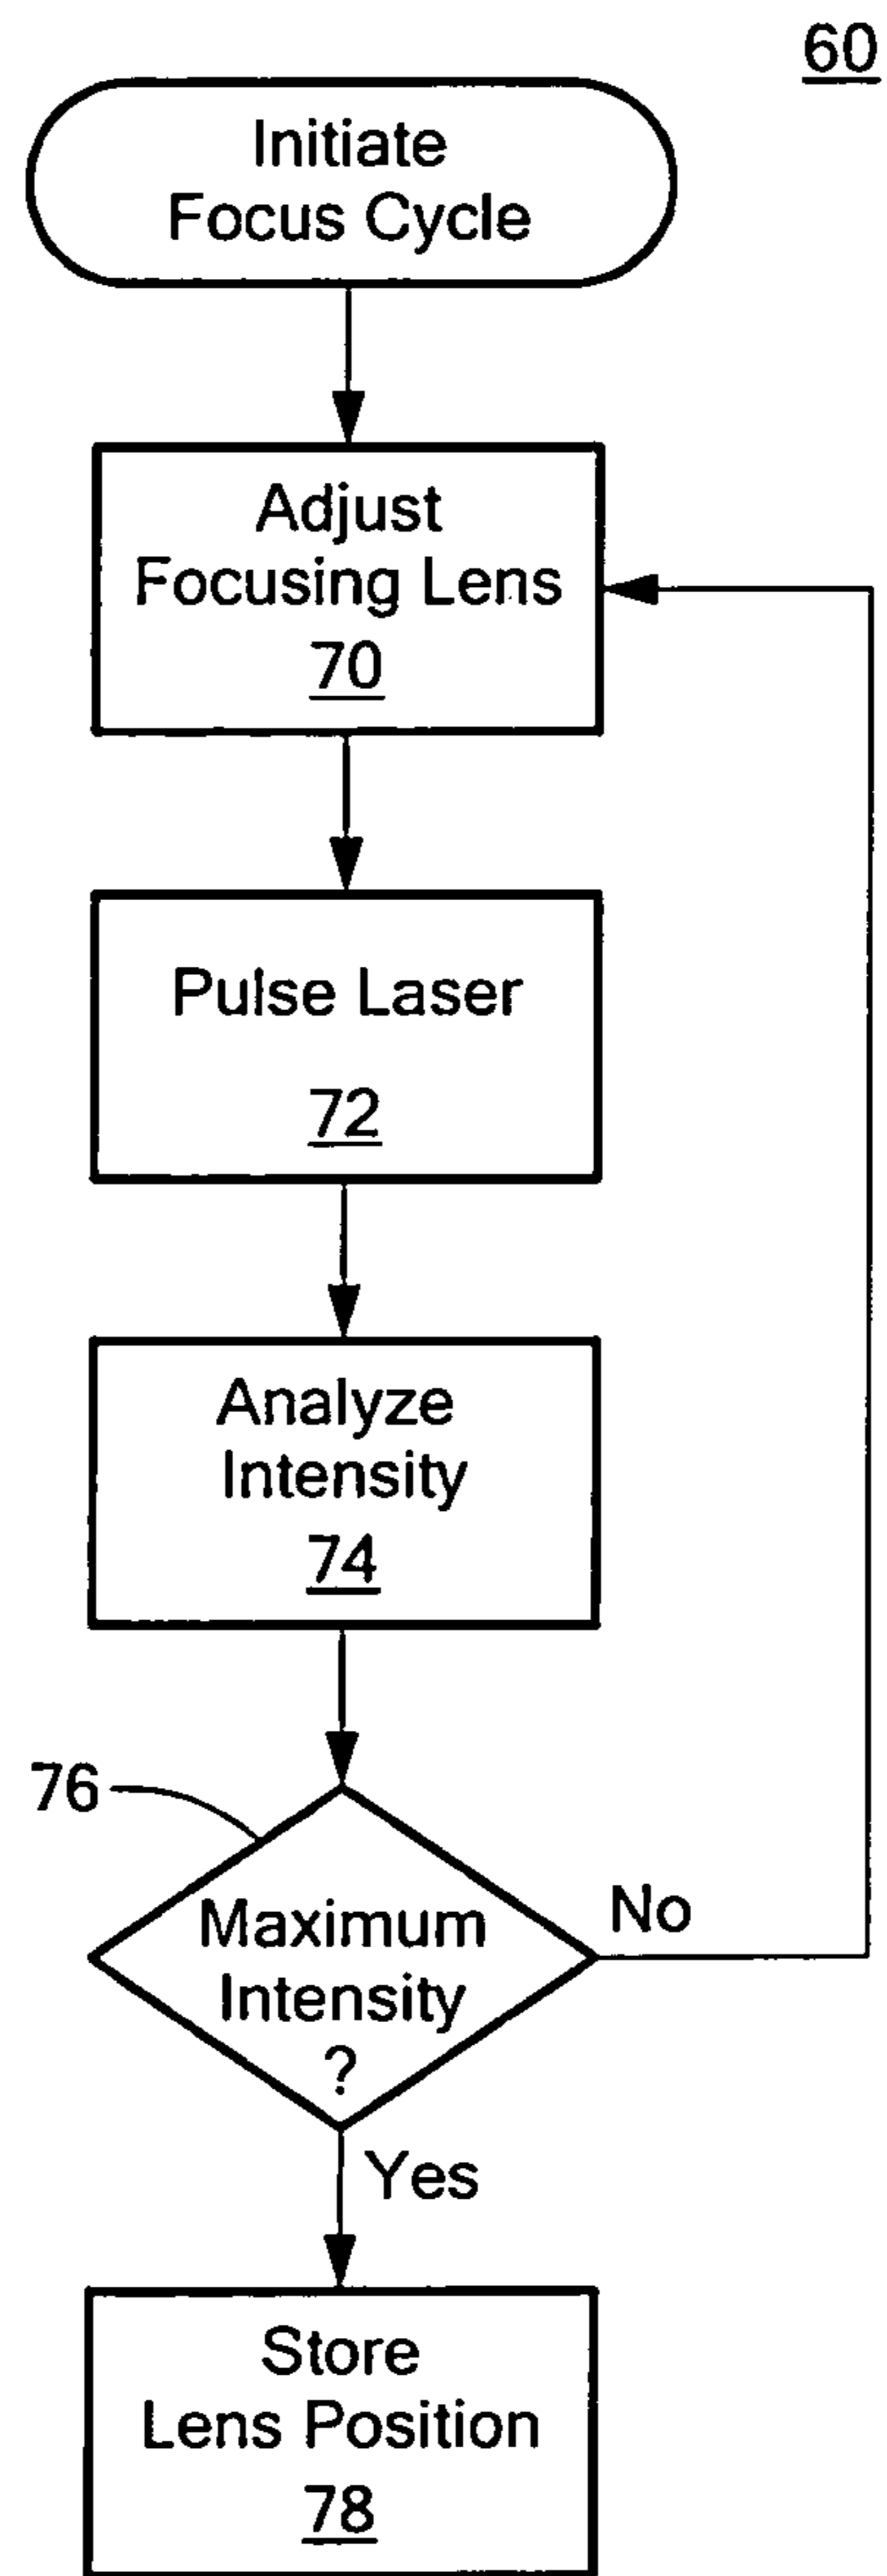 60
Initiate
Focus Cycle
Adjust
Focusing Lens
70
Pulse Laser
72
Analyze
Intensity
74
76
Maximum
Intensity
?
No
Yes
Store
Lens Position
78